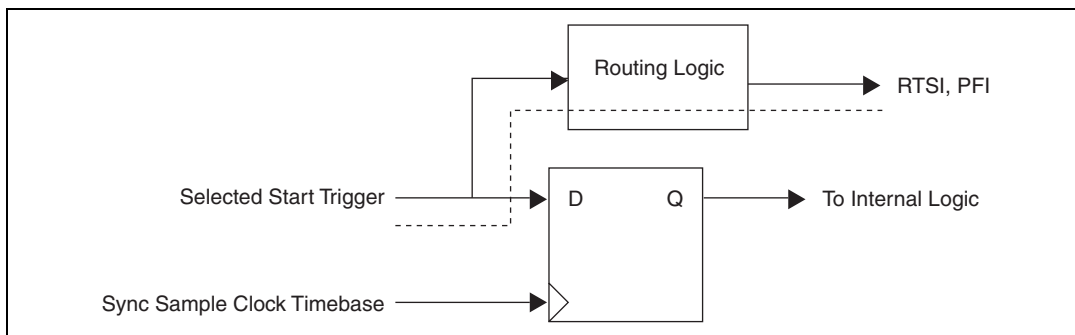 Routing Logic
RTSI, PFI
Selected Start Trigger
D
Q
To Internal Logic
Sync Sample Clock Timebase